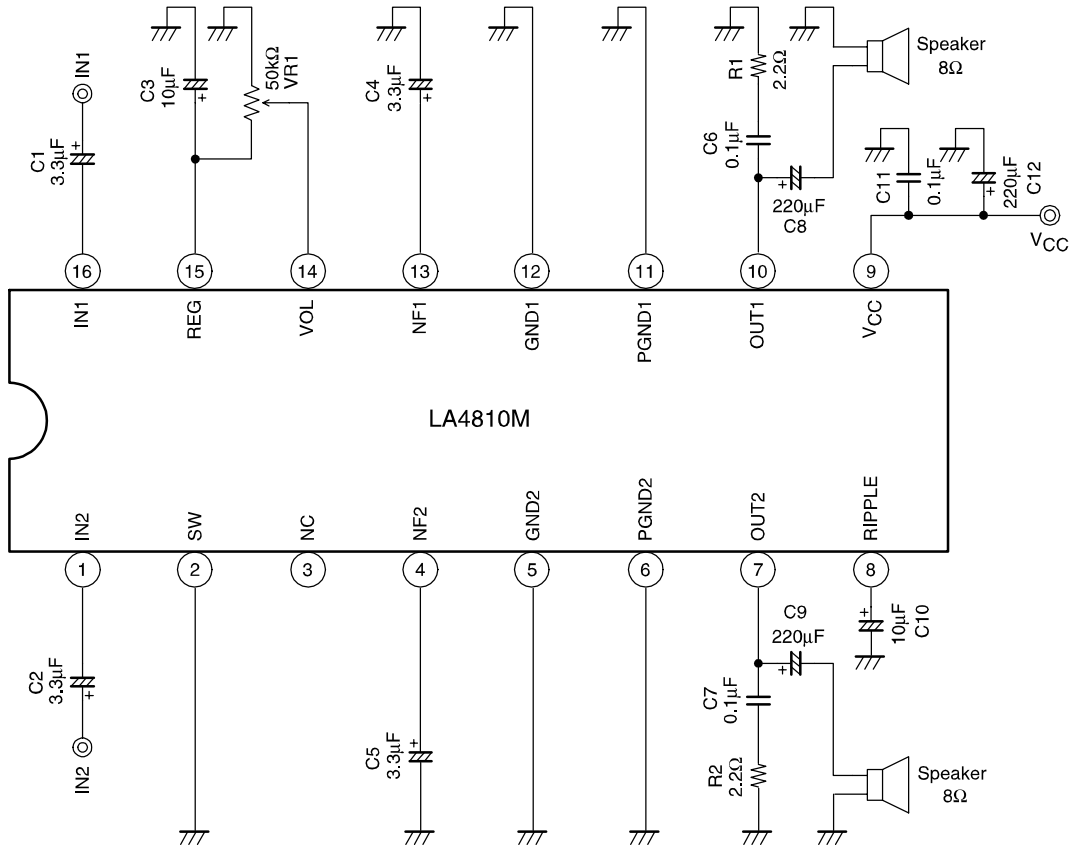 IN1
C1
3.3µF
C3
10µF
50kΩ
VR1
C4
3.3µF
R1
2.2Ω
C6
0.1µF
220µF
C8
Speaker
8Ω
C11
0.1µF
220µF
C12
VCC
16
15
14
13
12
11
10
9
IN1
REG
VOL
NF1
GND1
PGND1
OUT1
VCC
LA4810M
IN2
SW
NC
NF2
GND2
PGND2
OUT2
RIPPLE
1
2
3
4
5
6
7
8
C2
3.3µF
IN2
C5
3.3µF
C9
220µF
C7
0.1µF
R2
2.2Ω
10µF
C10
Speaker
8Ω